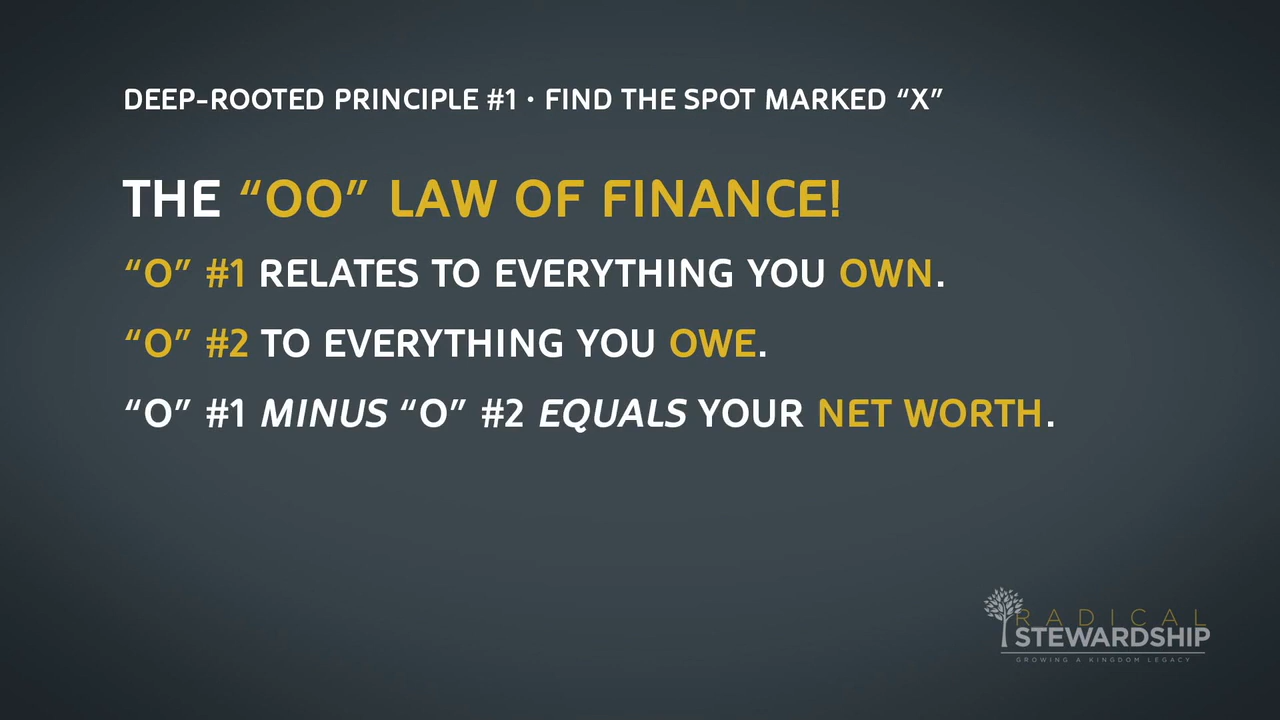 DEEP-ROOTED PRINCIPLE #1 • FIND THE SPOT MARKED “X”
THE “OO” LAW OF FINANCE!
“O” #1 RELATES TO EVERYTHING YOU OWN.
“O” #2 TO EVERYTHING YOU OWE.
“O” #1 MINUS “O” #2 EQUALS YOUR NET WORTH.
RADICAL
STEWARDSHIP
GROWING A KINGDOM LEGACY